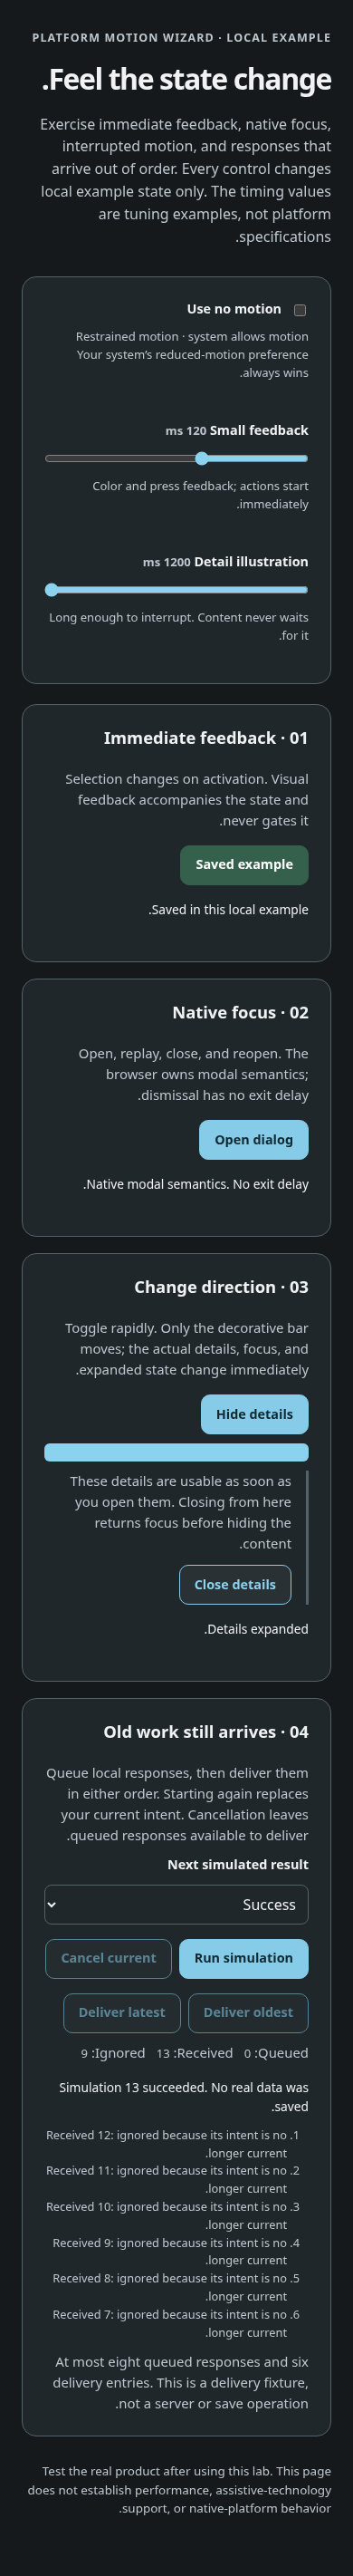 PLATFORM MOTION WIZARD · LOCAL EXAMPLE
.Feel the state change
Exercise immediate feedback, native focus,
interrupted motion, and responses that
arrive out of order. Every control changes
local example state only. The timing values
are tuning examples, not platform
.specifications
Use no motion
Restrained motion · system allows motion
Your system’s reduced-motion preference
.always wins
ms 120 Small feedback
Color and press feedback; actions start
.immediately
ms 1200 Detail illustration
Long enough to interrupt. Content never waits
.for it
Immediate feedback · 01
Selection changes on activation. Visual
feedback accompanies the state and
.never gates it
Saved example
.Saved in this local example
Native focus · 02
Open, replay, close, and reopen. The
browser owns modal semantics;
.dismissal has no exit delay
Open dialog
.Native modal semantics. No exit delay
Change direction · 03
Toggle rapidly. Only the decorative bar
moves; the actual details, focus, and
.expanded state change immediately
Hide details
These details are usable as soon as
you open them. Closing from here
returns focus before hiding the
.content
Close details
.Details expanded
Old work still arrives · 04
Queue local responses, then deliver them
in either order. Starting again replaces
your current intent. Cancellation leaves
.queued responses available to deliver
Next simulated result
Success
Cancel current Run simulation
Deliver latest Deliver oldest
9 :Ignored 13 :Received 0 :Queued
Simulation 13 succeeded. No real data was
.saved
Received 12: ignored because its intent is no .1
.longer current
Received 11: ignored because its intent is no .2
.longer current
Received 10: ignored because its intent is no .3
.longer current
Received 9: ignored because its intent is no .4
.longer current
Received 8: ignored because its intent is no .5
.longer current
Received 7: ignored because its intent is no .6
.longer current
At most eight queued responses and six
delivery entries. This is a delivery fixture,
.not a server or save operation
Test the real product after using this lab. This page
does not establish performance, assistive-technology
.support, or native-platform behavior